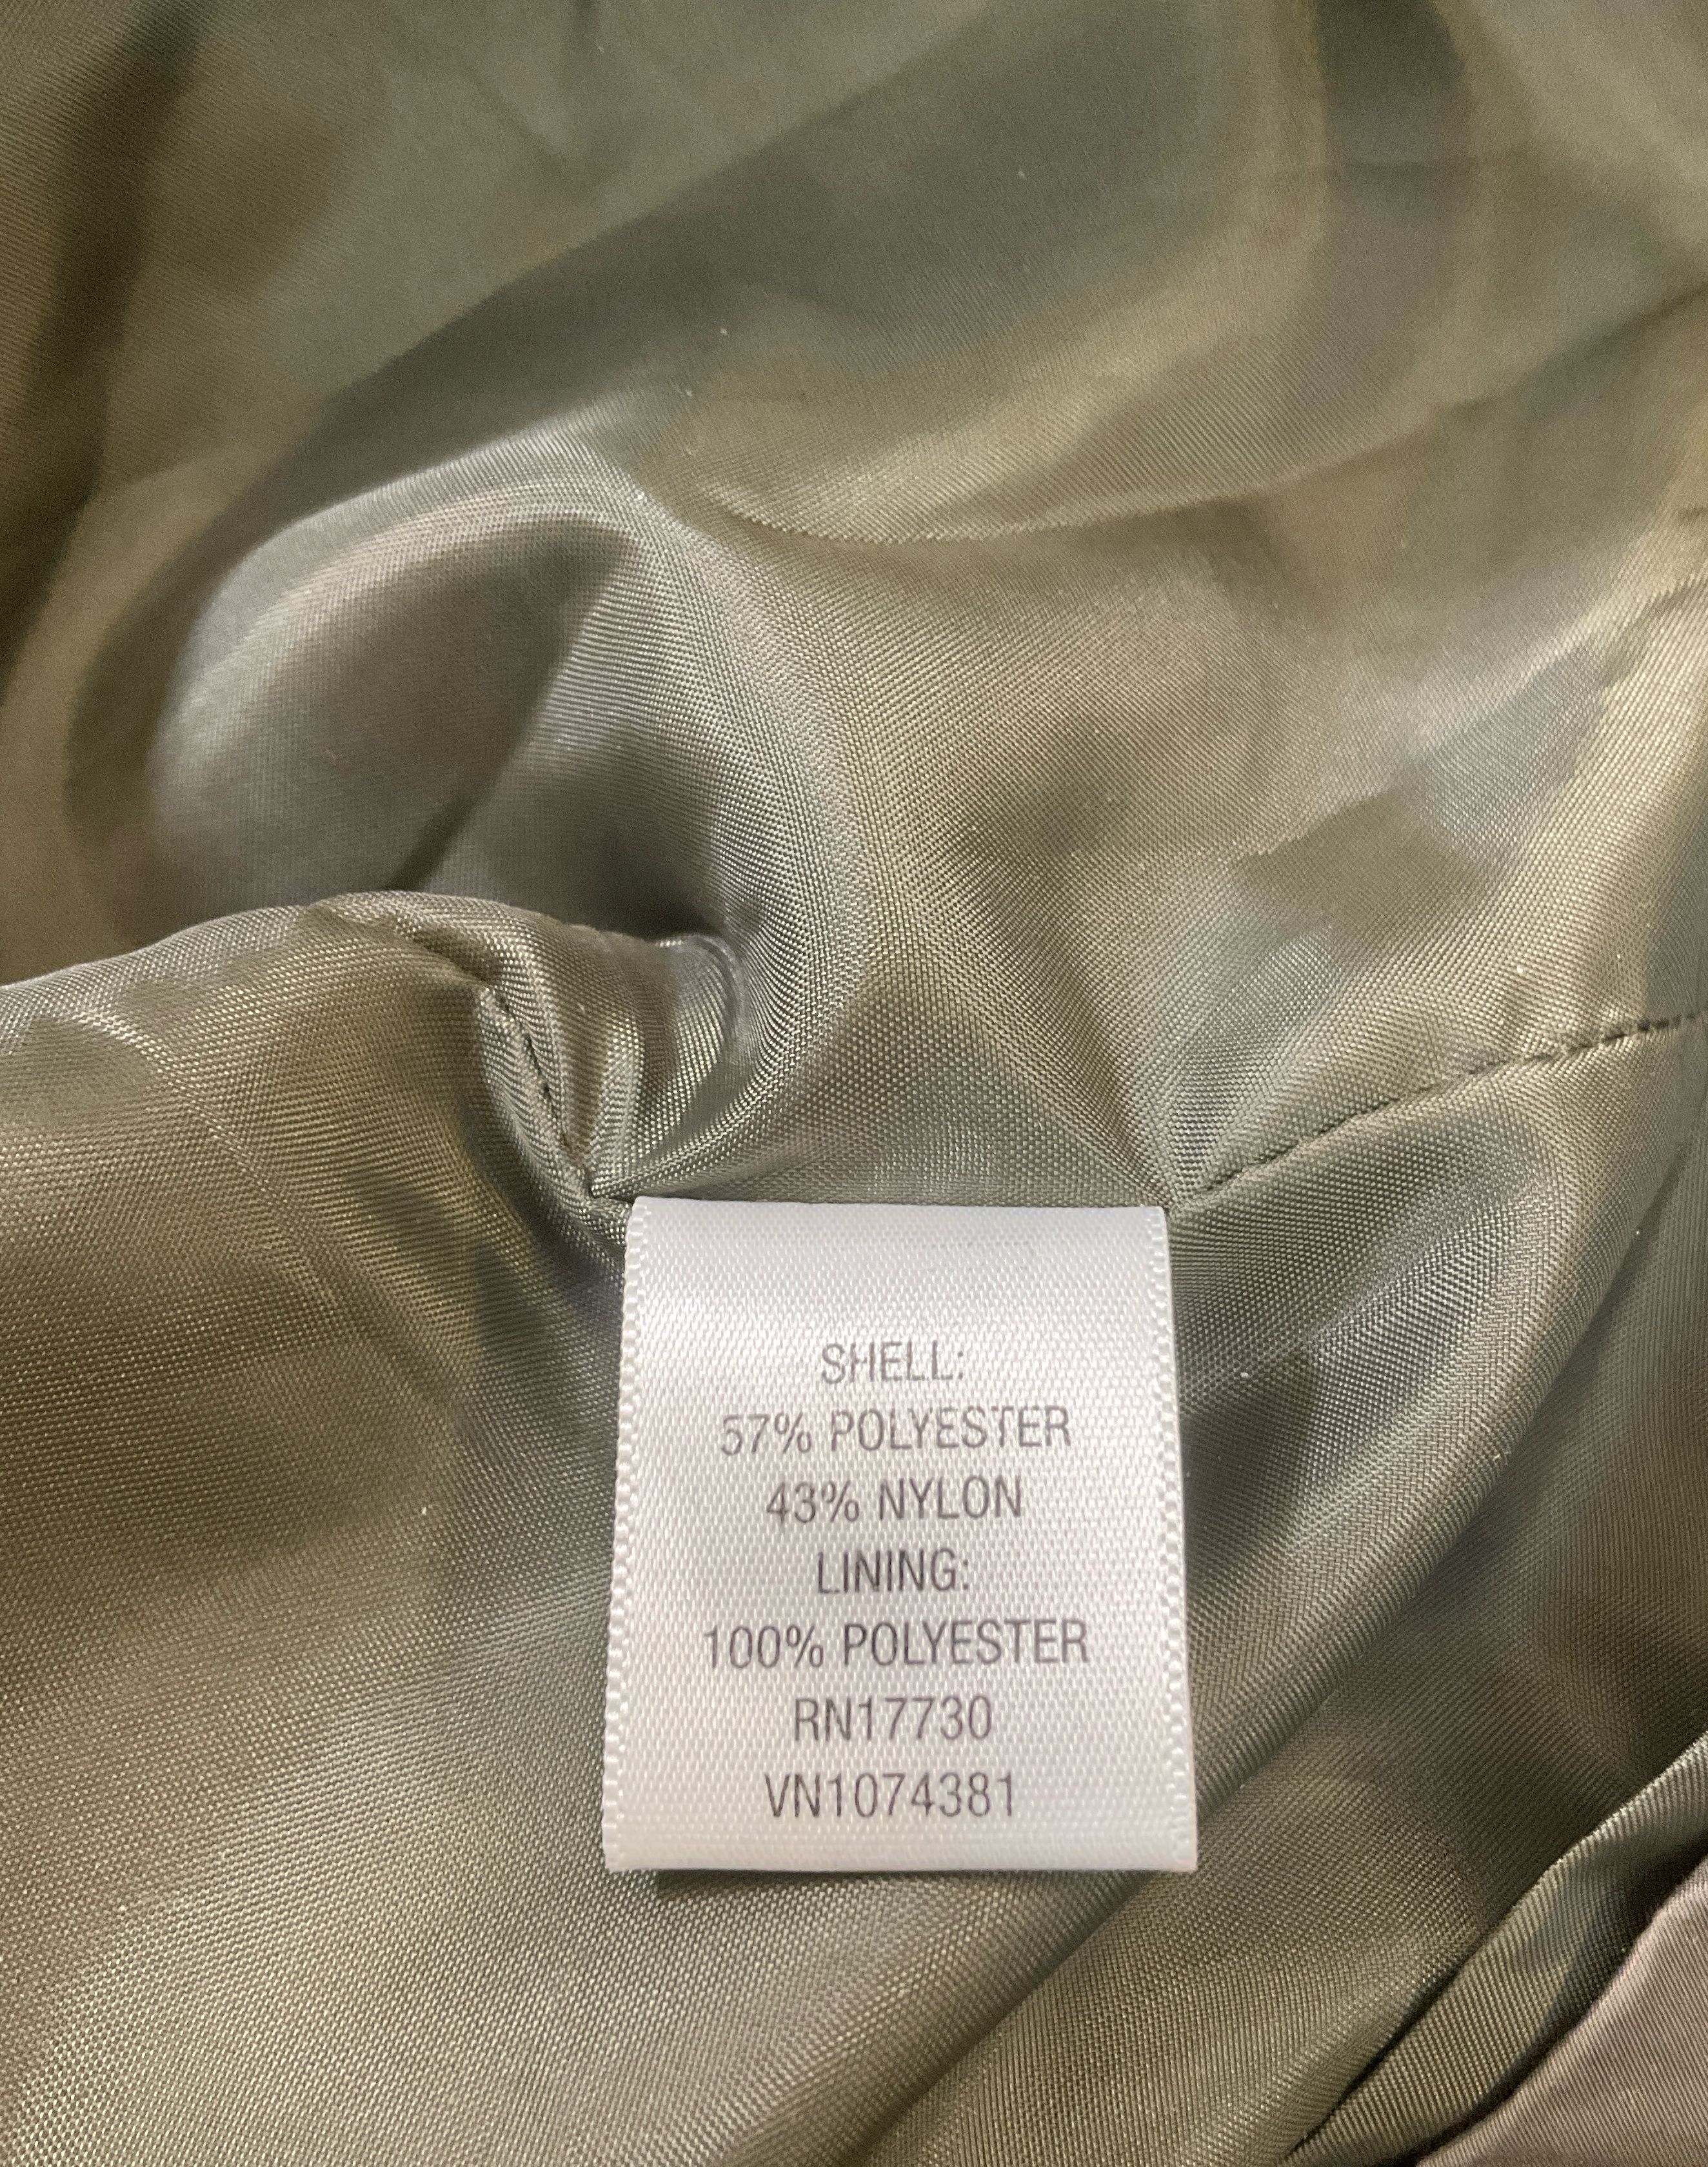 SHELL:
57% POLYESTER
43% NYLON
LINING:
100% POLYESTER
RN17730
VN1074381